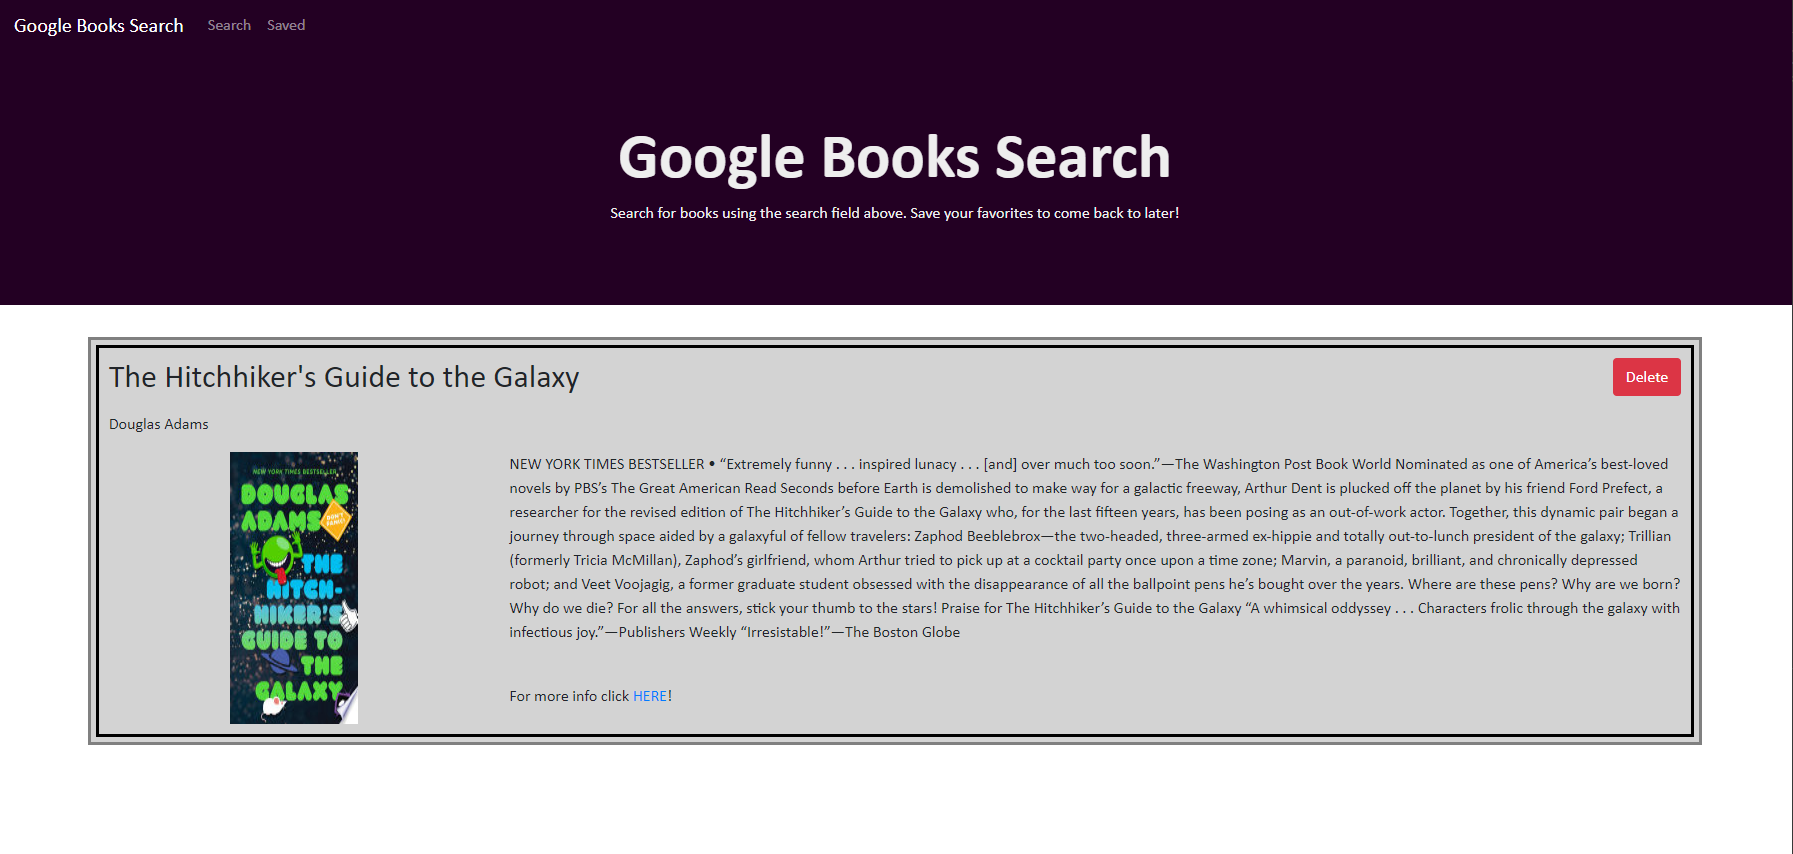 Google Books Search Search Saved
Google Books Search
Search for books using the search field above. Save your favorites to come back to later!
The Hitchhiker's Guide to the Galaxy
Delete
Douglas Adams
NEW YORK TIMES BESTSELLER
DOUGLAS
ADAMS
DON'T
PANIC!
THE
HITCH-
HIKER'S
GUIDE TO
THE
GALAXY
NEW YORK TIMES BESTSELLER • “Extremely funny . . . inspired lunacy . . . [and] over much too soon.”—The Washington Post Book World Nominated as one of America’s best-loved
novels by PBS’s The Great American Read Seconds before Earth is demolished to make way for a galactic freeway, Arthur Dent is plucked off the planet by his friend Ford Prefect, a
researcher for the revised edition of The Hitchhiker’s Guide to the Galaxy who, for the last fifteen years, has been posing as an out-of-work actor. Together, this dynamic pair began a
journey through space aided by a galaxyful of fellow travelers: Zaphod Beeblebrox—the two-headed, three-armed ex-hippie and totally out-to-lunch president of the galaxy; Trillian
(formerly Tricia McMillan), Zaphod’s girlfriend, whom Arthur tried to pick up at a cocktail party once upon a time zone; Marvin, a paranoid, brilliant, and chronically depressed
robot; and Veet Voojagig, a former graduate student obsessed with the disappearance of all the ballpoint pens he’s bought over the years. Where are these pens? Why are we born?
Why do we die? For all the answers, stick your thumb to the stars! Praise for The Hitchhiker’s Guide to the Galaxy “A whimsical oddyssey . . . Characters frolic through the galaxy with
infectious joy.”—Publishers Weekly “Irresistable!”—The Boston Globe
For more info click HERE!